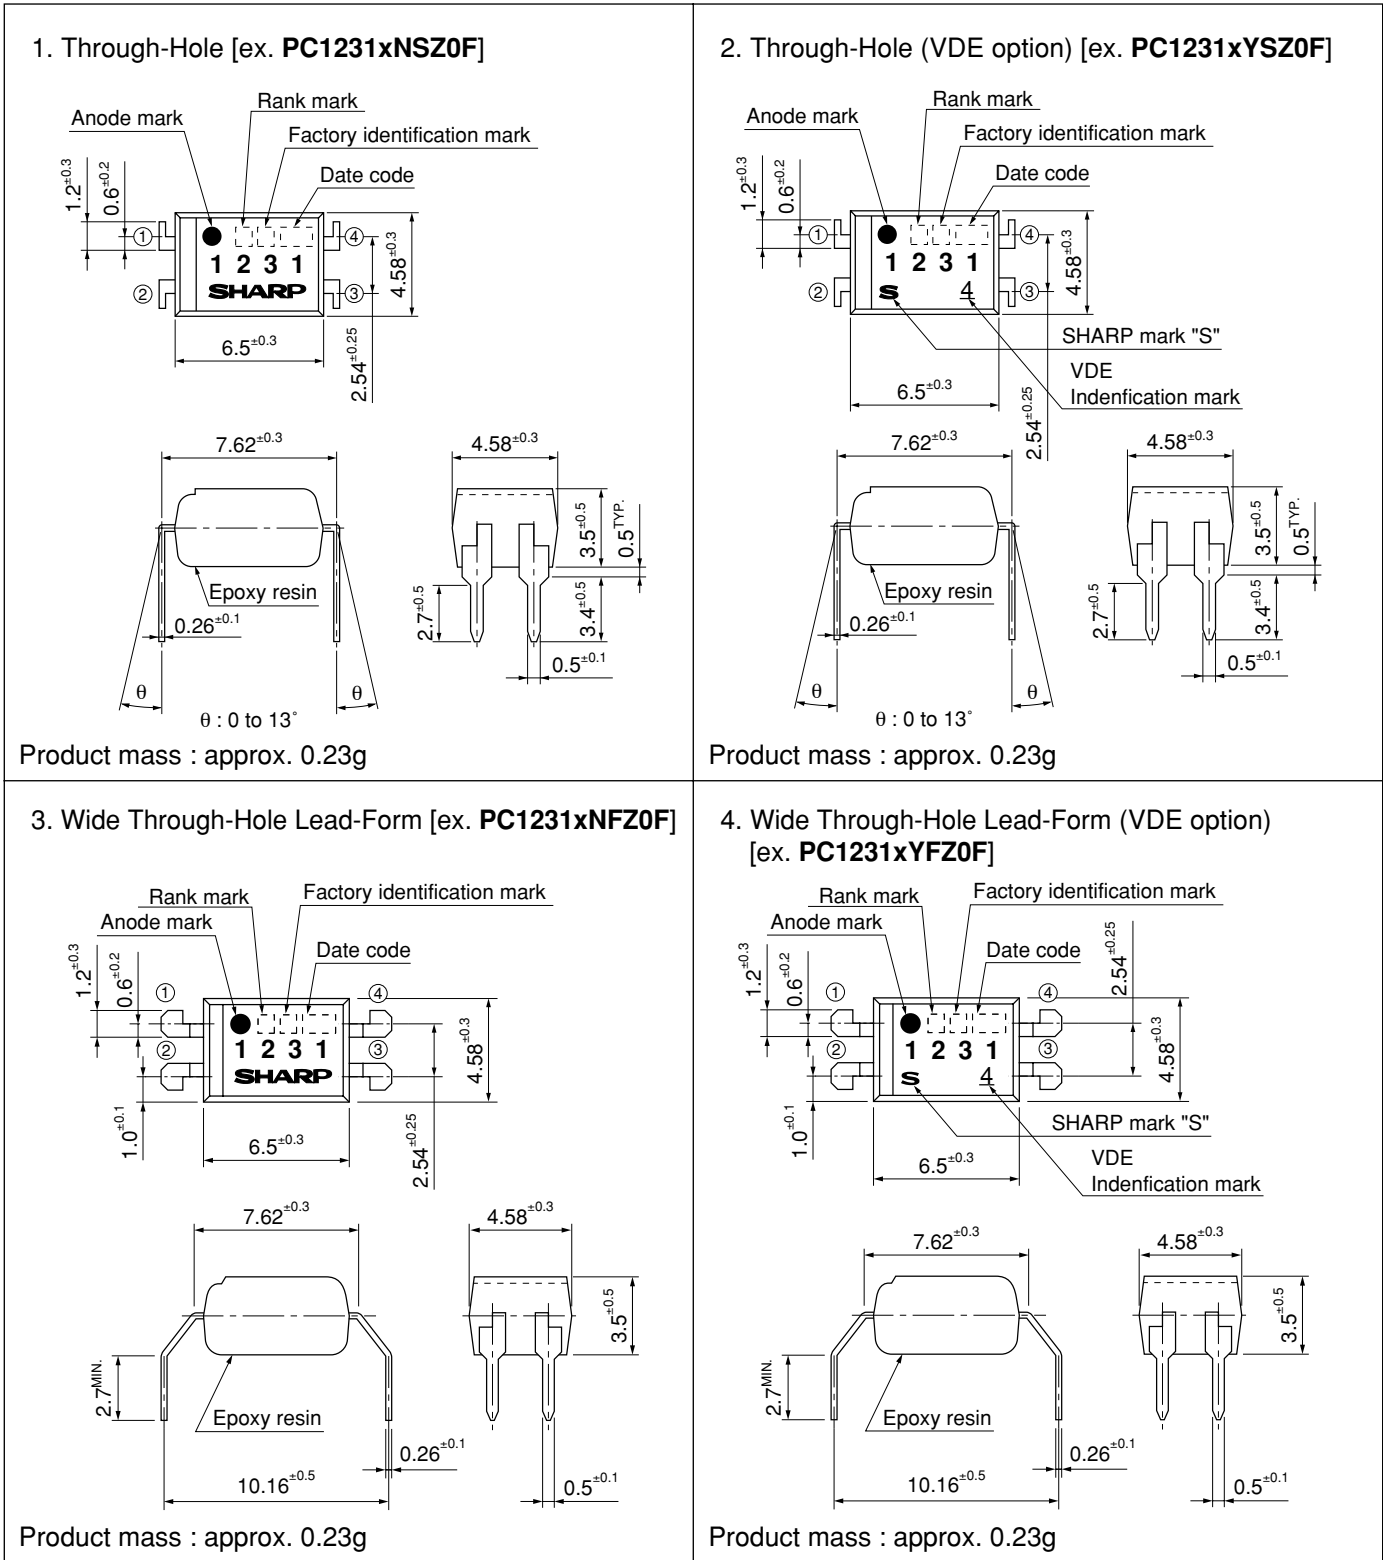 1. Through-Hole [ex. PC1231xNSZ0F]
Rank mark
Anode mark
Factory identification mark
Date code
1.2±0.3
0.6±0.2
① ④
1 2 3 1
② SHARP ③
4.58±0.3
6.5±0.3
2.54±0.25
7.62±0.3
4.58±0.3
3.5±0.5
0.5TYP.
Epoxy resin
2.7±0.5
3.4±0.5
0.26±0.1
0.5±0.1
θ θ
θ : 0 to 13˚
Product mass : approx. 0.23g
2. Through-Hole (VDE option) [ex. PC1231xYSZ0F]
Rank mark
Anode mark
Factory identification mark
Date code
1.2±0.3
0.6±0.2
① ④
1 2 3 1
② S 4 ③
4.58±0.3
SHARP mark "S"
VDE
Indenfication mark
6.5±0.3
2.54±0.25
7.62±0.3
4.58±0.3
3.5±0.5
0.5TYP.
Epoxy resin
2.7±0.5
3.4±0.5
0.26±0.1
0.5±0.1
θ θ
θ : 0 to 13˚
Product mass : approx. 0.23g
3. Wide Through-Hole Lead-Form [ex. PC1231xNFZ0F]
Rank mark
Factory identification mark
Anode mark
Date code
1.2±0.3
0.6±0.2
① ④
1 2 3 1
② ③
SHARP
4.58±0.3
1.0±0.1
6.5±0.3
2.54±0.25
7.62±0.3
4.58±0.3
3.5±0.5
2.7MIN.
Epoxy resin
0.26±0.1
10.16±0.5
0.5±0.1
Product mass : approx. 0.23g
4. Wide Through-Hole Lead-Form (VDE option)
[ex. PC1231xYFZ0F]
Rank mark
Factory identification mark
Anode mark
Date code
1.2±0.3
0.6±0.2
2.54±0.25
① ④
1 2 3 1
② ③
S 4
4.58±0.3
1.0±0.1
SHARP mark "S"
6.5±0.3
VDE
Indenfication mark
7.62±0.3
4.58±0.3
3.5±0.5
2.7MIN.
Epoxy resin
0.26±0.1
10.16±0.5
0.5±0.1
Product mass : approx. 0.23g